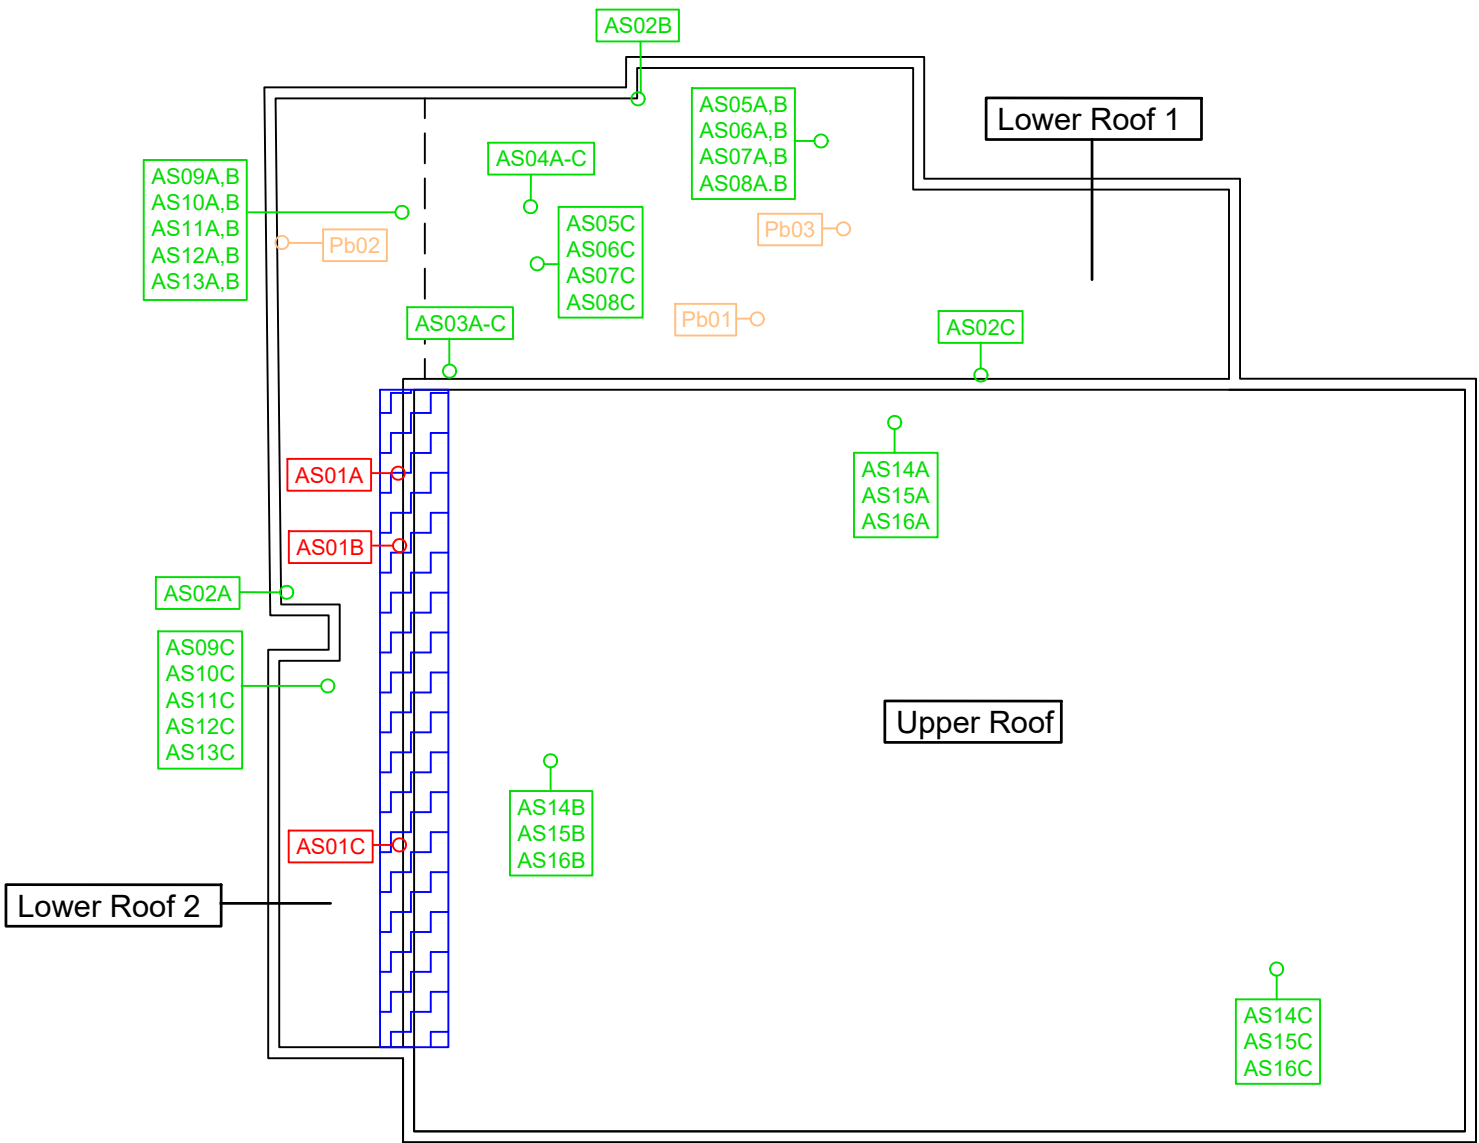 AS02B
AS05A,B
AS06A,B
AS07A,B
AS08A.B
Lower Roof 1
AS04A-C
AS09A,B
AS10A,B
AS11A,B
AS12A,B
AS13A,B
Pb02
AS05C
AS06C
AS07C
AS08C
Pb03
AS03A-C
Pb01
AS02C
AS01A
AS14A
AS15A
AS16A
AS01B
AS02A
AS09C
AS10C
AS11C
AS12C
AS13C
Upper Roof
AS14B
AS15B
AS16B
AS01C
Lower Roof 2
AS14C
AS15C
AS16C